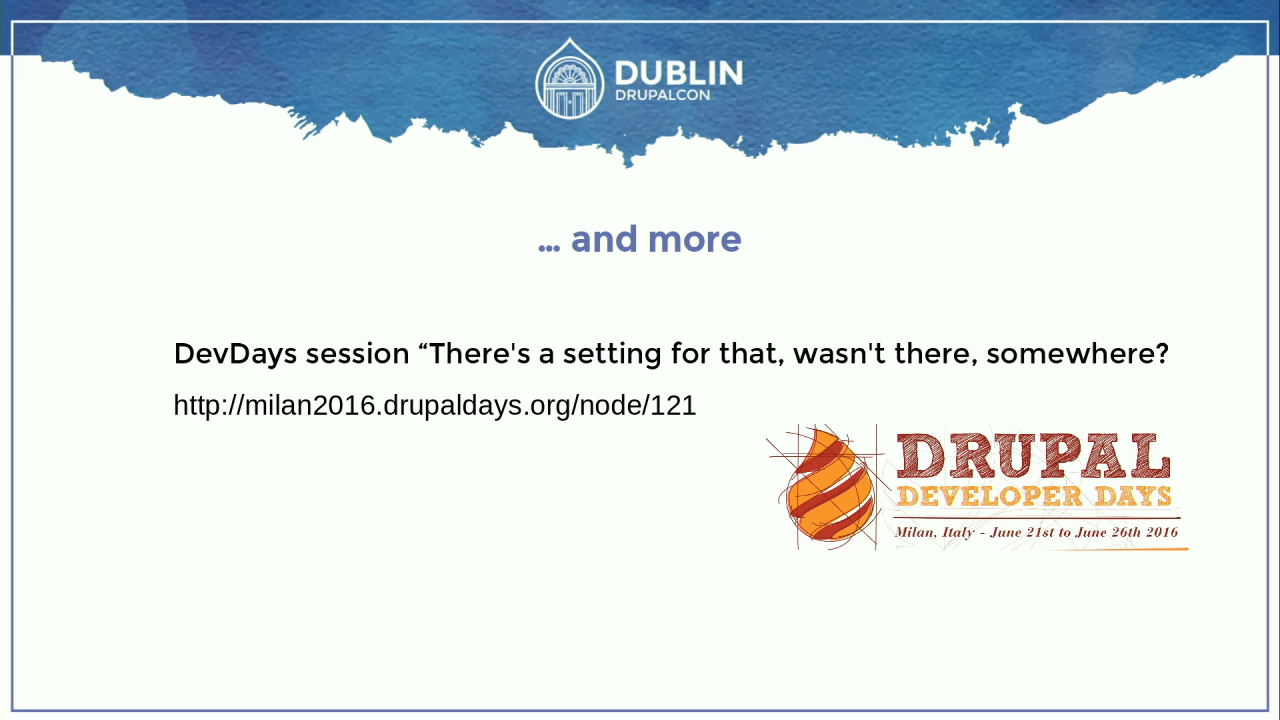 DUBLIN
DRUPALCON
... and more
DevDays session “There's a setting for that, wasn't there, somewhere?
http://milan2016.drupaldays.org/node/121
DRUPAL
DEVELOPER DAYS
Milan, Italy - June 21st to June 26th 2016